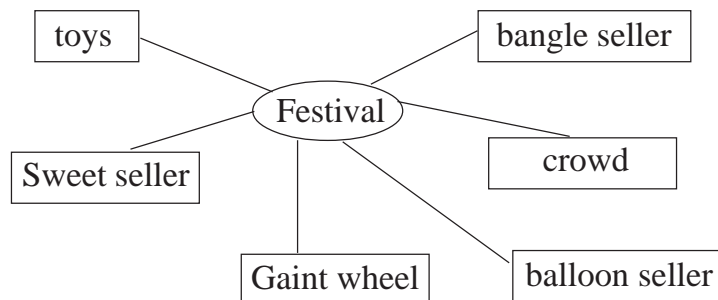 toys
bangle seller
Festival
Sweet seller
crowd
Gaint wheel
balloon seller